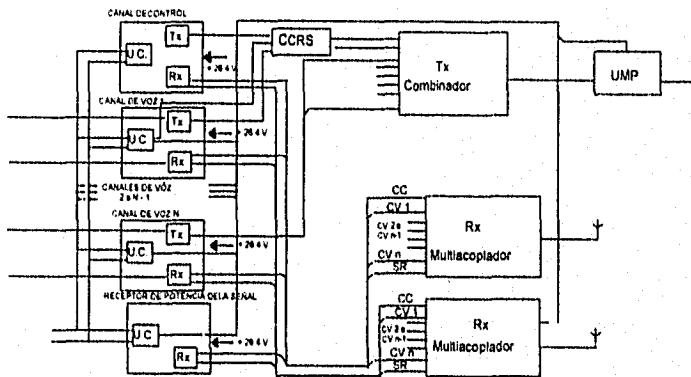 CANAL DE CONTROL
Tx
U.C.
Rx
+ 26.4 V
CCRS
Tx
Combinador
UMP
CANAL DE VOZ 1
Tx
U.C
Rx
+ 26.4 V
CANALES DE VÓZ
2 a N - 1
CANAL DE VOZ N
Tx
U.C
Rx
+ 26.4 V
RECEPTOR DE POTENCIA DE LA SEÑAL
U.C
Rx
+ 26.4 V
CC
CV 1
CV 2 a
CV n-1
CV n
SR
Rx
Multiacoplador
CC
CV 1
CV 2 a
CV n-1
CV n
SR
Rx
Multiacoplador